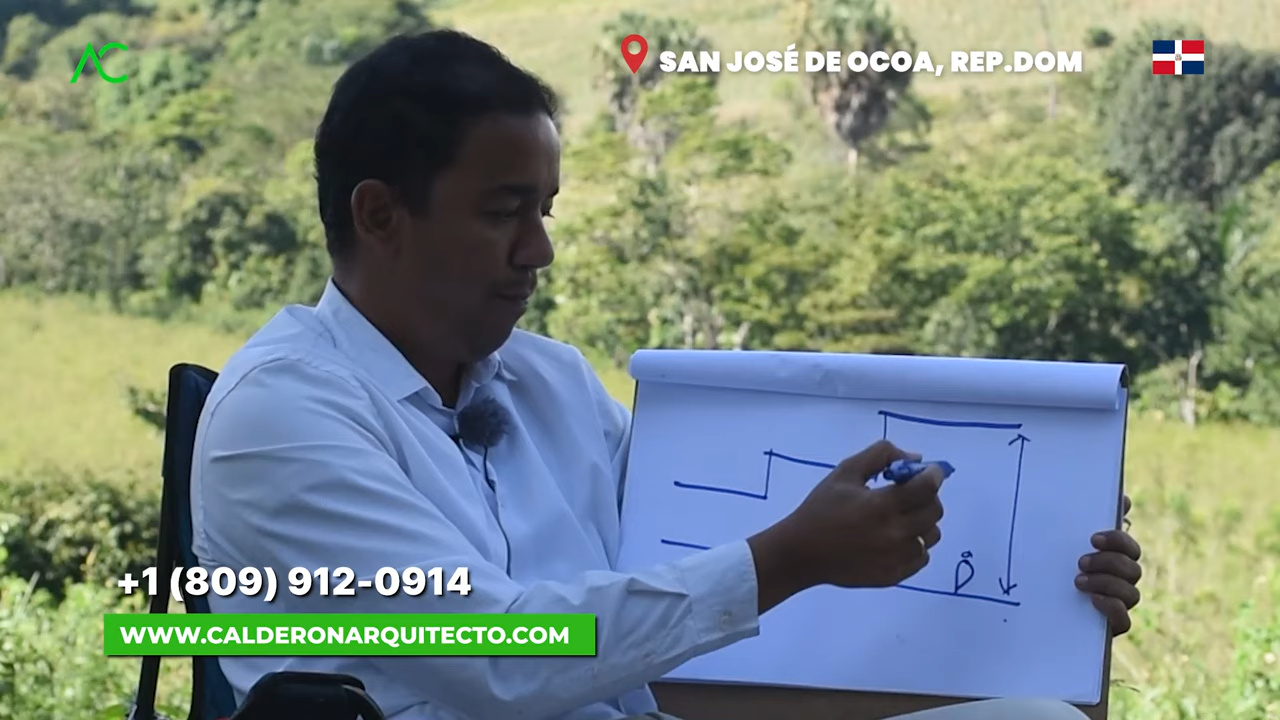 AC
SAN JOSÉ DE OCOA, REP.DOM
+1 (809) 912-0914
WWW.CALDERONARQUITECTO.COM